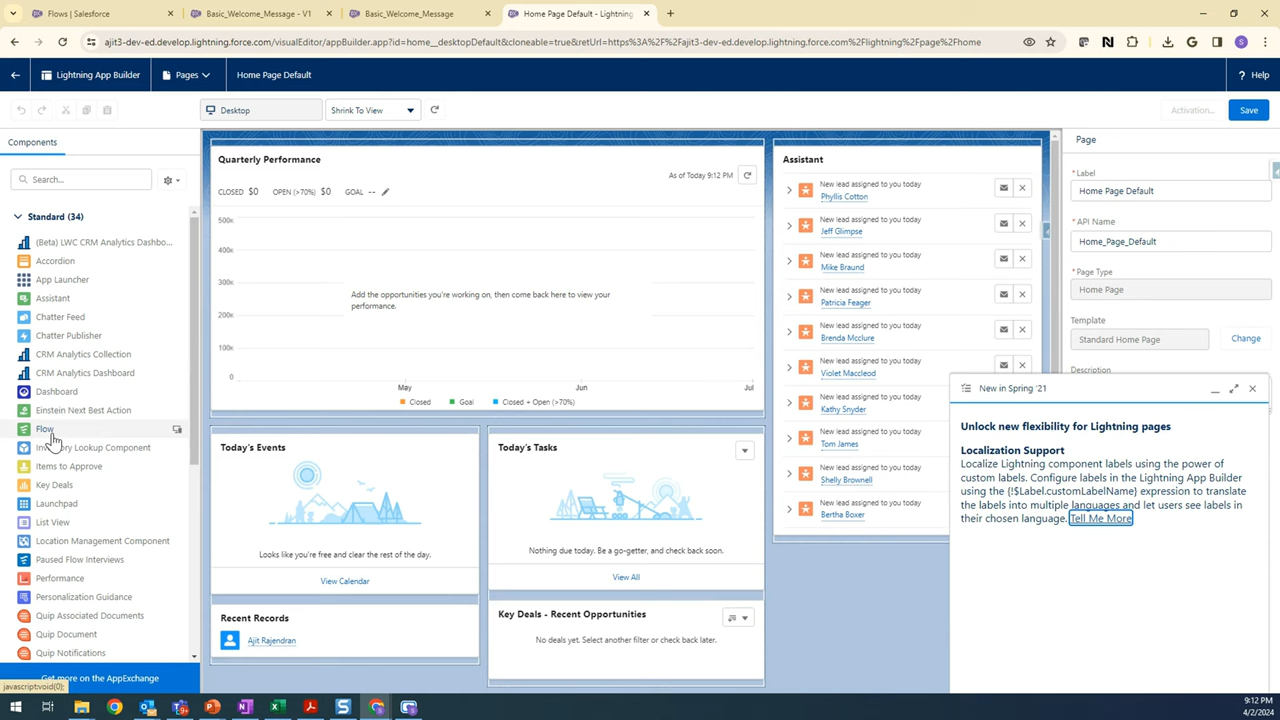 Flows | Salesforce
Basic_Welcome_Message - V1
Basic_Welcome_Message
Home Page Default - Lightning
ajit3-dev-ed.develop.lightning.force.com/visualEditor/appBuilder.app?id=home__desktopDefault&cloneable=true&retUrl=https%3A%2F%2Fajit3-dev-ed.develop.lightning.force.com%2Flightning%2Fpage%2Fhome
Lightning App Builder
Pages
Home Page Default
? Help
Desktop
Shrink To View
Activation...
Save
Components
Search...
Standard (34)
(Beta) LWC CRM Analytics Dashbo...
Accordion
App Launcher
Assistant
Chatter Feed
Chatter Publisher
CRM Analytics Collection
CRM Analytics Dashboard
Dashboard
Einstein Next Best Action
Flow
Inventory Lookup Component
Items to Approve
Key Deals
Launchpad
List View
Location Management Component
Paused Flow Interviews
Performance
Personalization Guidance
Quip Associated Documents
Quip Document
Quip Notifications
Get more on the AppExchange
javascript:void(0);
Quarterly Performance
As of Today 9:12 PM
CLOSED $0 OPEN (>70%) $0 GOAL --
500k
400k
300k
200k
100k
0
Add the opportunities you're working on, then come back here to view your
performance.
May
Jun
Jul
Closed
Goal
Closed + Open (>70%)
Today's Events
Looks like you're free and clear the rest of the day.
View Calendar
Recent Records
Ajit Rajendran
Today's Tasks
Nothing due today. Be a go-getter, and check back soon.
View All
Key Deals - Recent Opportunities
No deals yet. Select another filter or check back later.
Assistant
New lead assigned to you today
Phyllis Cotton
New lead assigned to you today
Jeff Glimpse
New lead assigned to you today
Mike Braund
New lead assigned to you today
Patricia Feager
New lead assigned to you today
Brenda Mcclure
New lead assigned to you today
Violet Maccleod
New lead assigned to you today
Kathy Snyder
New lead assigned to you today
Tom James
New lead assigned to you today
Shelly Brownell
New lead assigned to you today
Bertha Boxer
Page
* Label
Home Page Default
* API Name
Home_Page_Default
* Page Type
Home Page
Template
Standard Home Page
Change
Description
New in Spring '21
Unlock new flexibility for Lightning pages
Localization Support
Localize Lightning component labels using the power of
custom labels. Configure labels in the Lightning App Builder
using the {!$Label.customLabelName} expression to translate
the labels into multiple languages and let users see labels in
their chosen language. Tell Me More
9:12 PM
4/2/2024